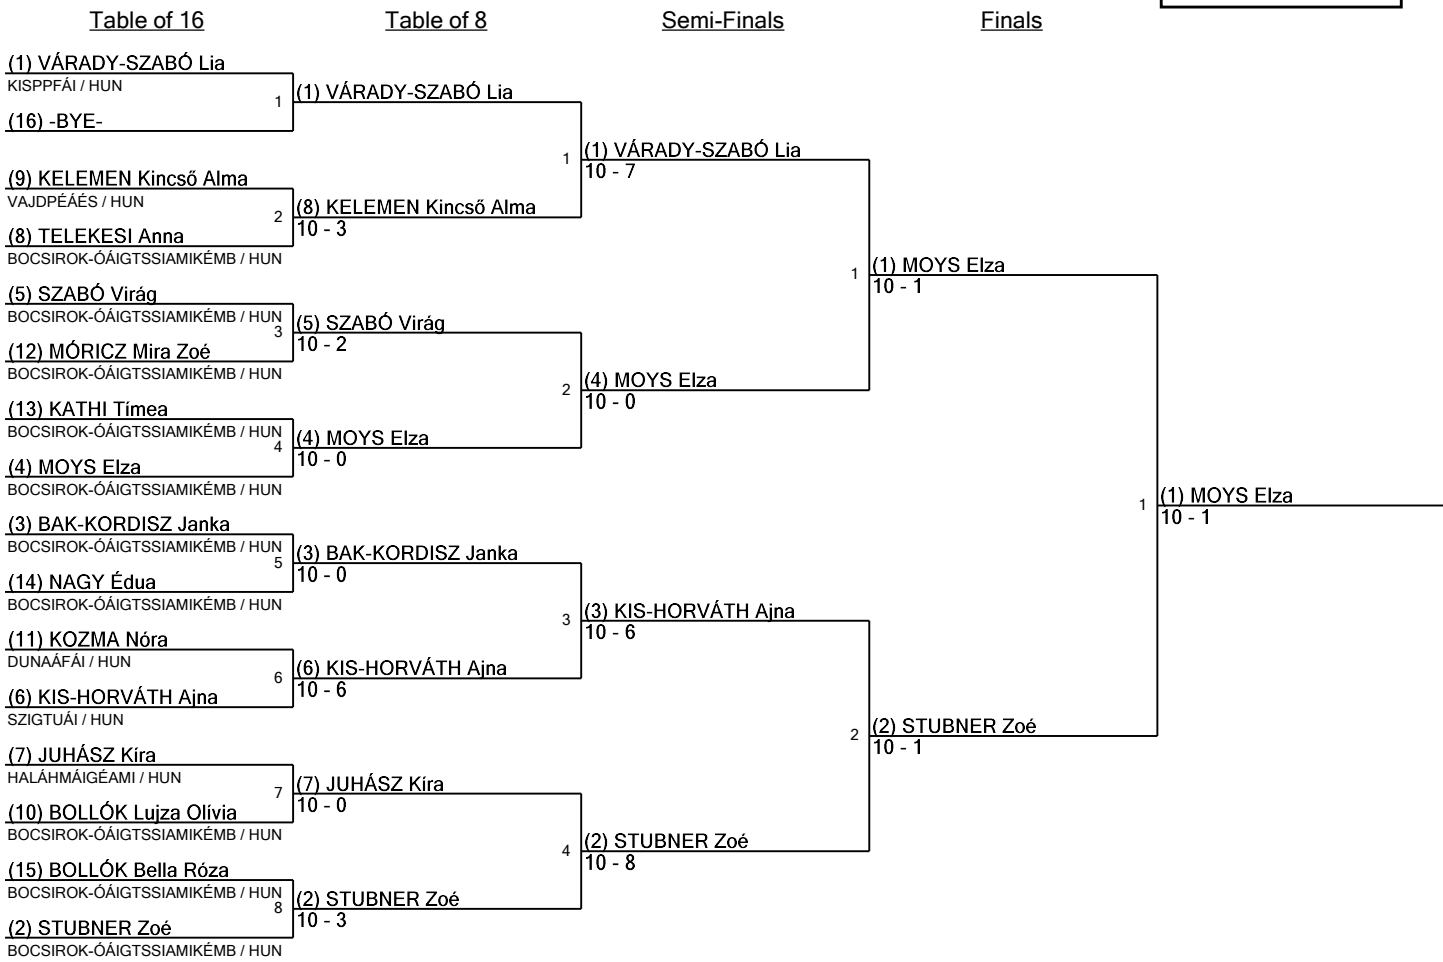 Table of 16
Table of 8
Semi-Finals
Finals
(1) VÁRADY-SZABÓ Lia
KISPPFÁI / HUN
(16) -BYE-
(9) KELEMEN Kincső Alma
VAJDPÉÁÉS / HUN
(8) TELEKESI Anna
BOCSIROK-ÓÁIGTSSIAMIKÉMB / HUN
(5) SZABÓ Virág
BOCSIROK-ÓÁIGTSSIAMIKÉMB / HUN
(12) MÓRICZ Mira Zoé
BOCSIROK-ÓÁIGTSSIAMIKÉMB / HUN
(13) KATHI Tímea
BOCSIROK-ÓÁIGTSSIAMIKÉMB / HUN
(4) MOYS Elza
BOCSIROK-ÓÁIGTSSIAMIKÉMB / HUN
(3) BAK-KORDISZ Janka
BOCSIROK-ÓÁIGTSSIAMIKÉMB / HUN
(14) NAGY Édua
BOCSIROK-ÓÁIGTSSIAMIKÉMB / HUN
(11) KOZMA Nóra
DUNAÁFÁI / HUN
(6) KIS-HORVÁTH Ajna
SZIGTUÁI / HUN
(7) JUHÁSZ Kíra
HALÁHMÁIGÉAMI / HUN
(10) BOLLÓK Lujza Olívia
BOCSIROK-ÓÁIGTSSIAMIKÉMB / HUN
(15) BOLLÓK Bella Róza
BOCSIROK-ÓÁIGTSSIAMIKÉMB / HUN
(2) STUBNER Zoé
BOCSIROK-ÓÁIGTSSIAMIKÉMB / HUN
1
(1) VÁRADY-SZABÓ Lia
2
(8) KELEMEN Kincső Alma
10 - 3
3
(5) SZABÓ Virág
10 - 2
4
(4) MOYS Elza
10 - 0
5
(3) BAK-KORDISZ Janka
10 - 0
6
(6) KIS-HORVÁTH Ajna
10 - 6
7
(7) JUHÁSZ Kíra
10 - 0
8
(2) STUBNER Zoé
10 - 3
1
(1) VÁRADY-SZABÓ Lia
10 - 7
2
(4) MOYS Elza
10 - 0
3
(3) KIS-HORVÁTH Ajna
10 - 6
4
(2) STUBNER Zoé
10 - 8
1
(1) MOYS Elza
10 - 1
2
(2) STUBNER Zoé
10 - 1
1
(1) MOYS Elza
10 - 1